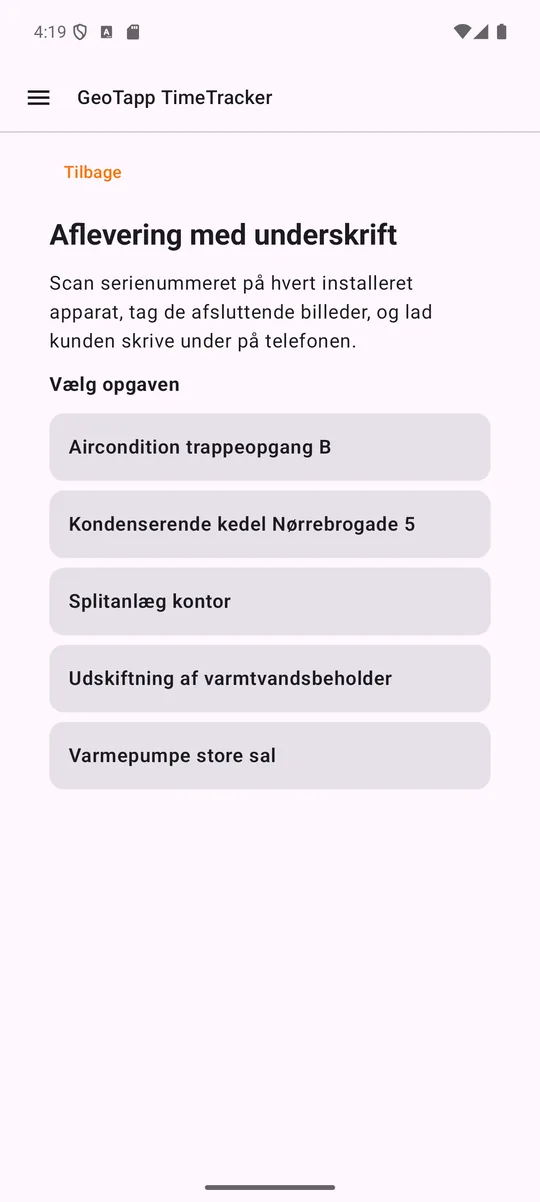 4:19
GeoTapp TimeTracker
Tilbage
Aflevering med underskrift
Scan serienummeret på hvert installeret
apparat, tag de afsluttende billeder, og lad
kunden skrive under på telefonen.
Vælg opgaven
Aircondition trappeopgang B
Kondenserende kedel Nørrebrogade 5
Splitanlæg kontor
Udskiftning af varmtvandsbeholder
Varmepumpe store sal